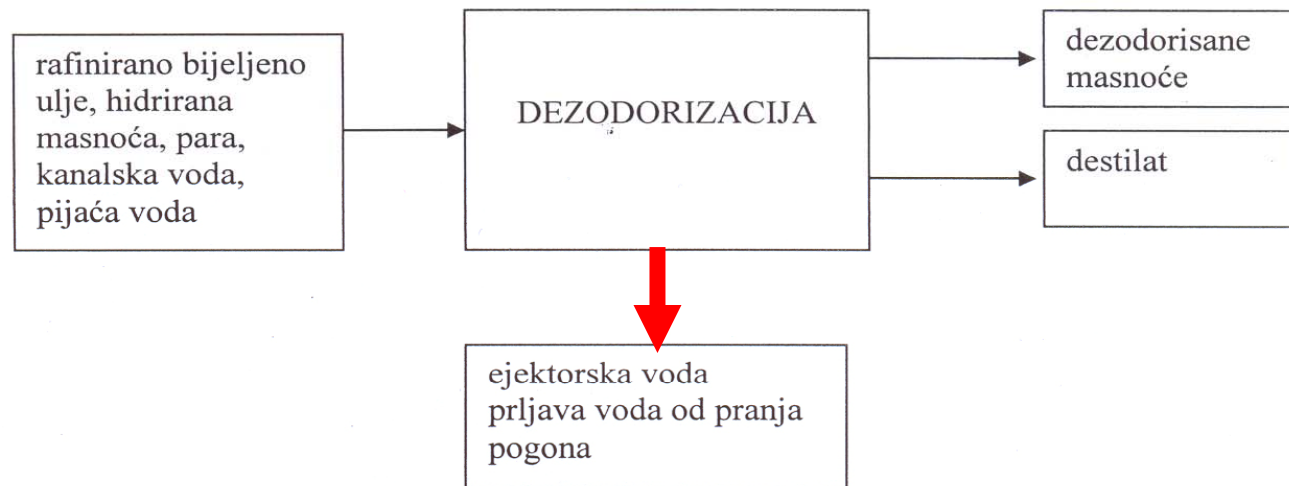 rafinirano bijeljeno
ulje, hidrirana
masnoća, para,
kanalska voda,
pijaća voda
DEZODORIZACIJA
dezodorisane
masnoće
destilat
ejektorska voda
prljava voda od pranja
pogona